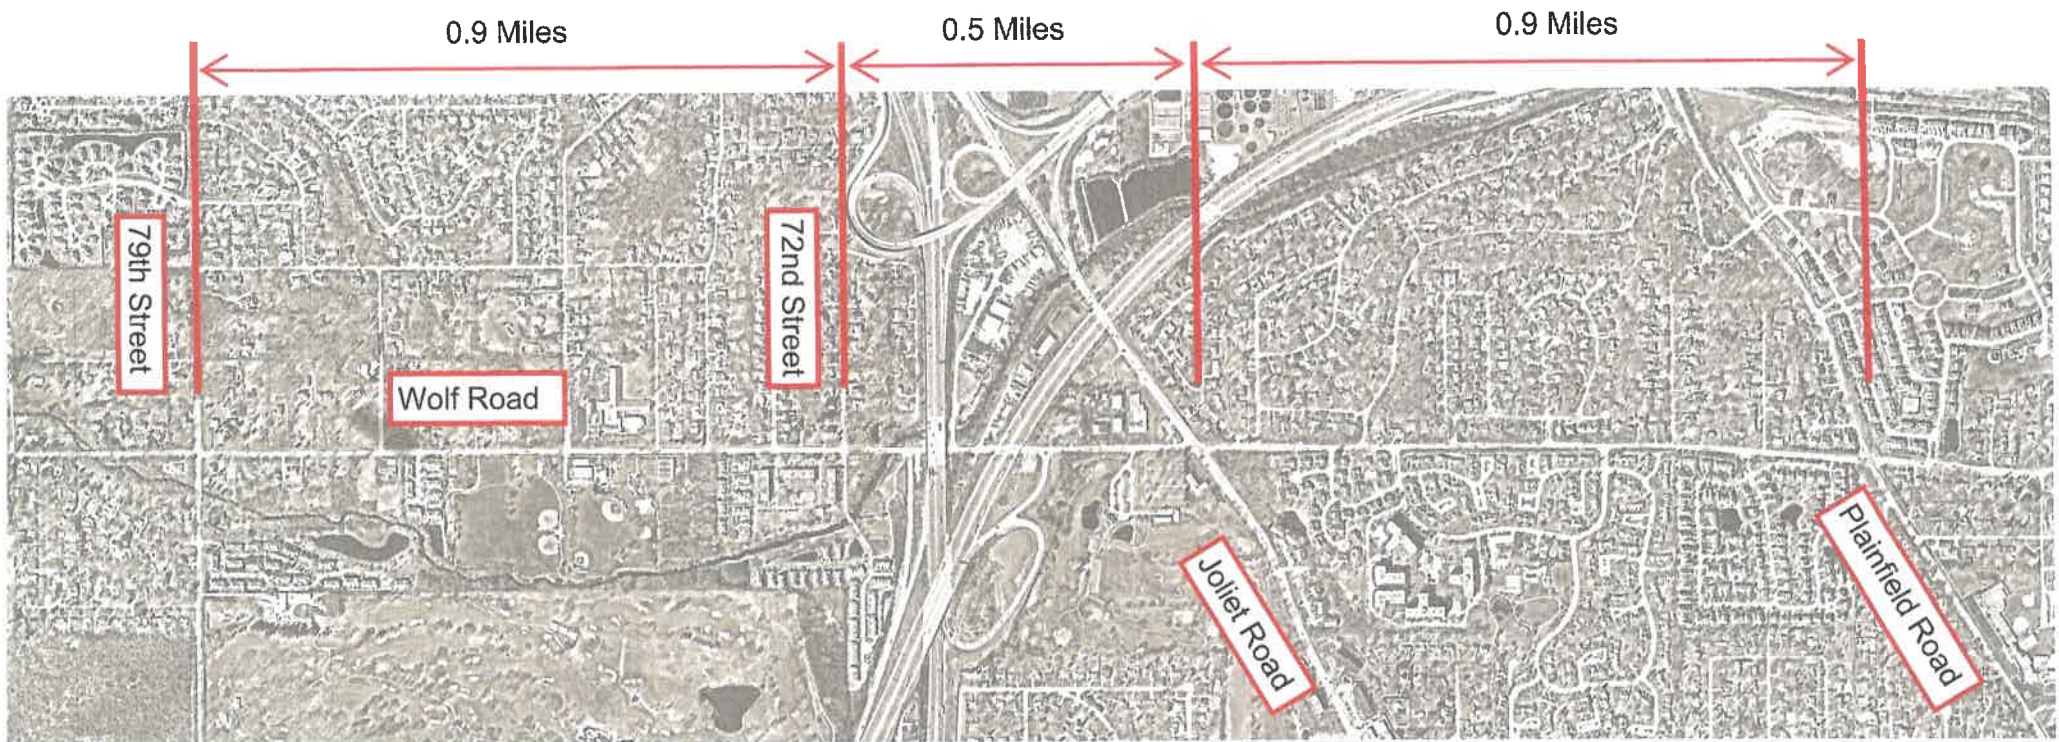 0.9 Miles
0.5 Miles
0.9 Miles
79th Street
Wolf Road
72nd Street
Joliet Road
Plainfield Road